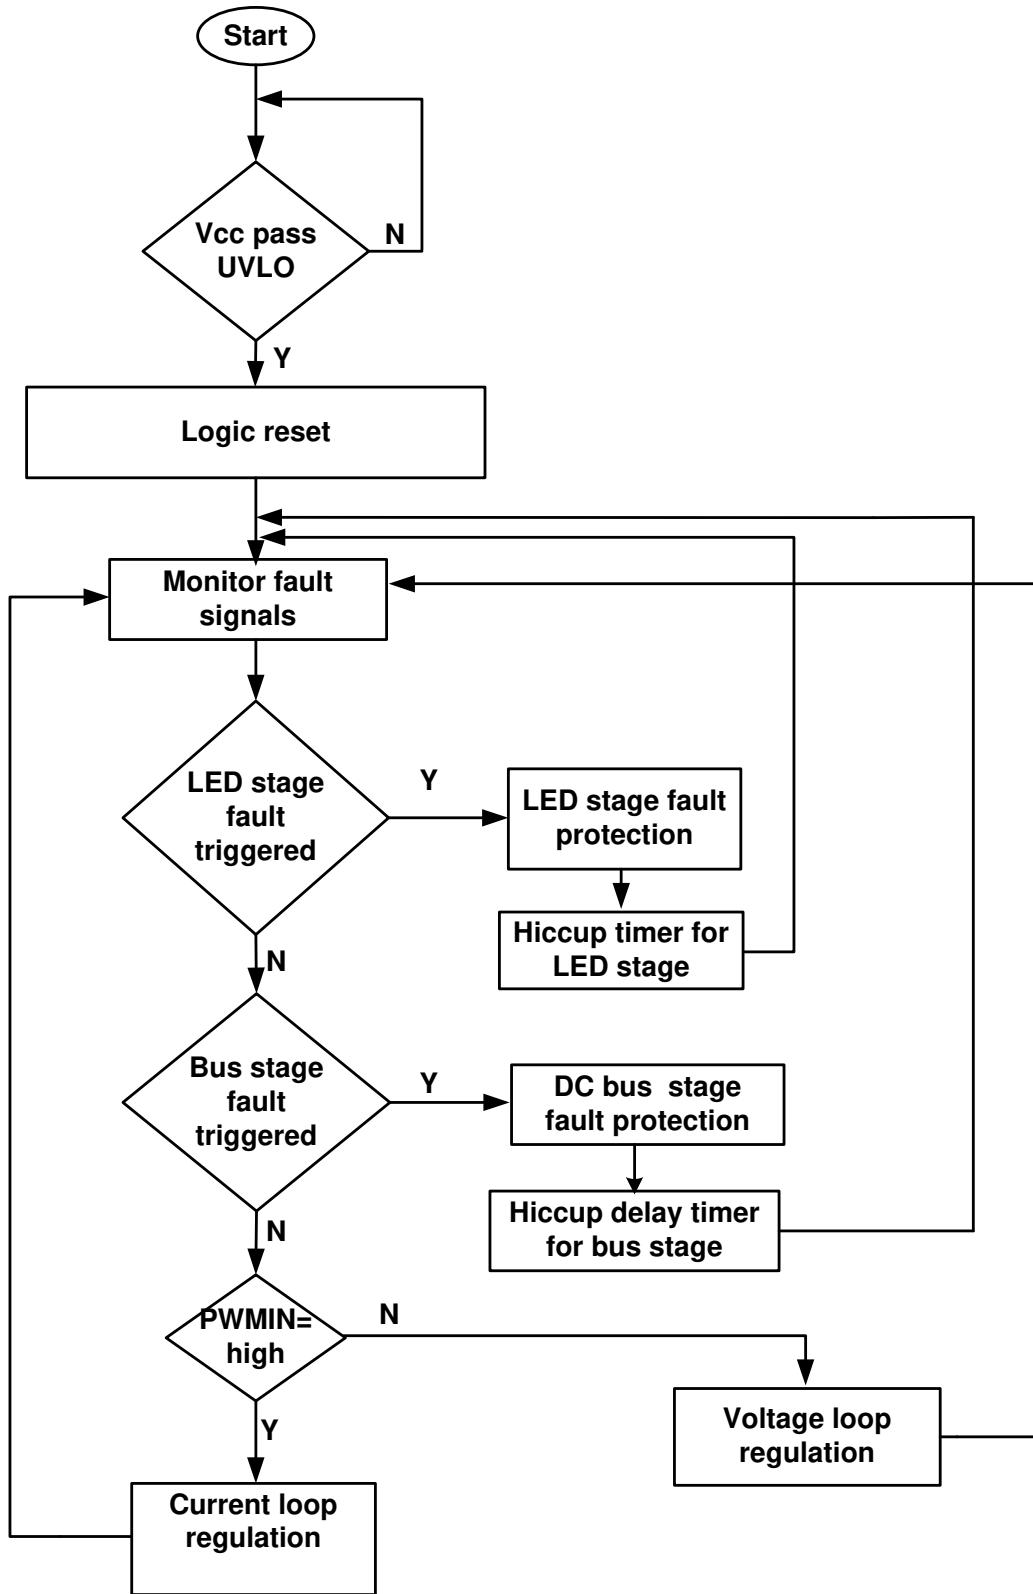 Start
Vcc pass
UVLO
N
Y
Logic reset
Monitor fault
signals
LED stage
fault
triggered
Y
LED stage fault
protection
Hiccup timer for
LED stage
N
Bus stage
fault
triggered
Y
DC bus stage
fault protection
Hiccup delay timer
for bus stage
N
PWMIN=
high
N
Y
Voltage loop
regulation
Current loop
regulation